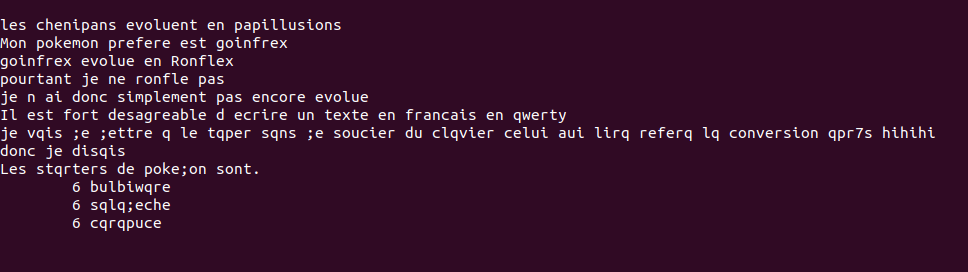 les chenipans evoluent en papillusions
Mon pokemon prefere est goinfrex
goinfrex evolue en Ronflex
pourtant je ne ronfle pas
je n ai donc simplement pas encore evolue
Il est fort desagreable d ecrire un texte en francais en qwerty
je vqis ;e ;ettre q le tqper sqns ;e soucier du clqvier celui aui lirq referq lq conversion qpr7s hihihi
donc je disqis
Les stqrters de poke;on sont.
6 bulbiwqre
6 sqlq;eche
6 cqrqpuce